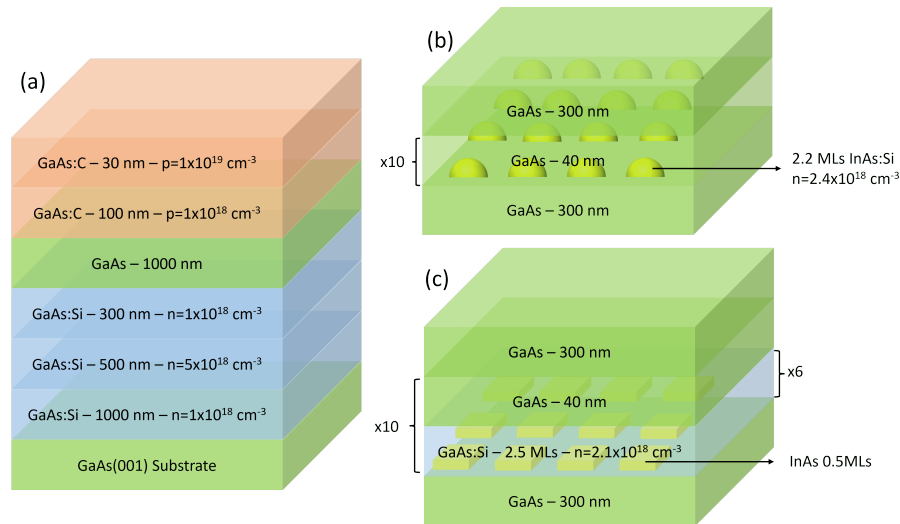 (a)
GaAs:C – 30 nm – p=1x10¹⁹ cm⁻³
GaAs:C – 100 nm – p=1x10¹⁸ cm⁻³
GaAs – 1000 nm
GaAs:Si – 300 nm – n=1x10¹⁸ cm⁻³
GaAs:Si – 500 nm – n=5x10¹⁸ cm⁻³
GaAs:Si – 1000 nm – n=1x10¹⁸ cm⁻³
GaAs(001) Substrate
(b)
GaAs – 300 nm
x10
GaAs – 40 nm
2.2 MLs InAs:Si
n=2.4x10¹⁸ cm⁻³
GaAs – 300 nm
(c)
GaAs – 300 nm
x6
GaAs – 40 nm
x10
GaAs:Si – 2.5 MLs – n=2.1x10¹⁸ cm⁻³
InAs 0.5MLs
GaAs – 300 nm